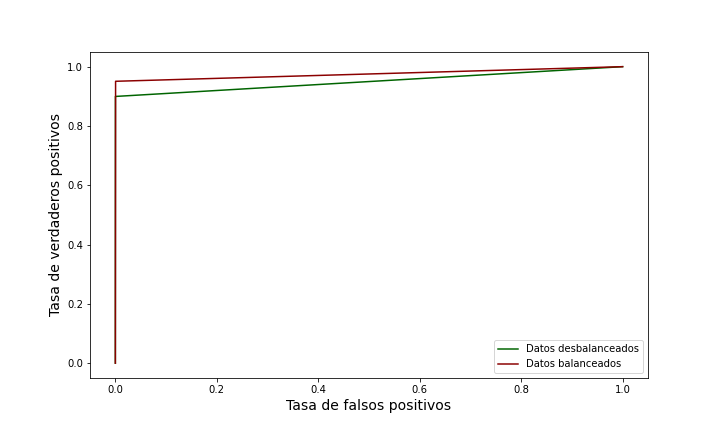 1.0
0.8
0.6
0.4
0.2
0.0
Tasa de verdaderos positivos
Datos desbalanceados
Datos balanceados
0.0 0.2 0.4 0.6 0.8 1.0
Tasa de falsos positivos